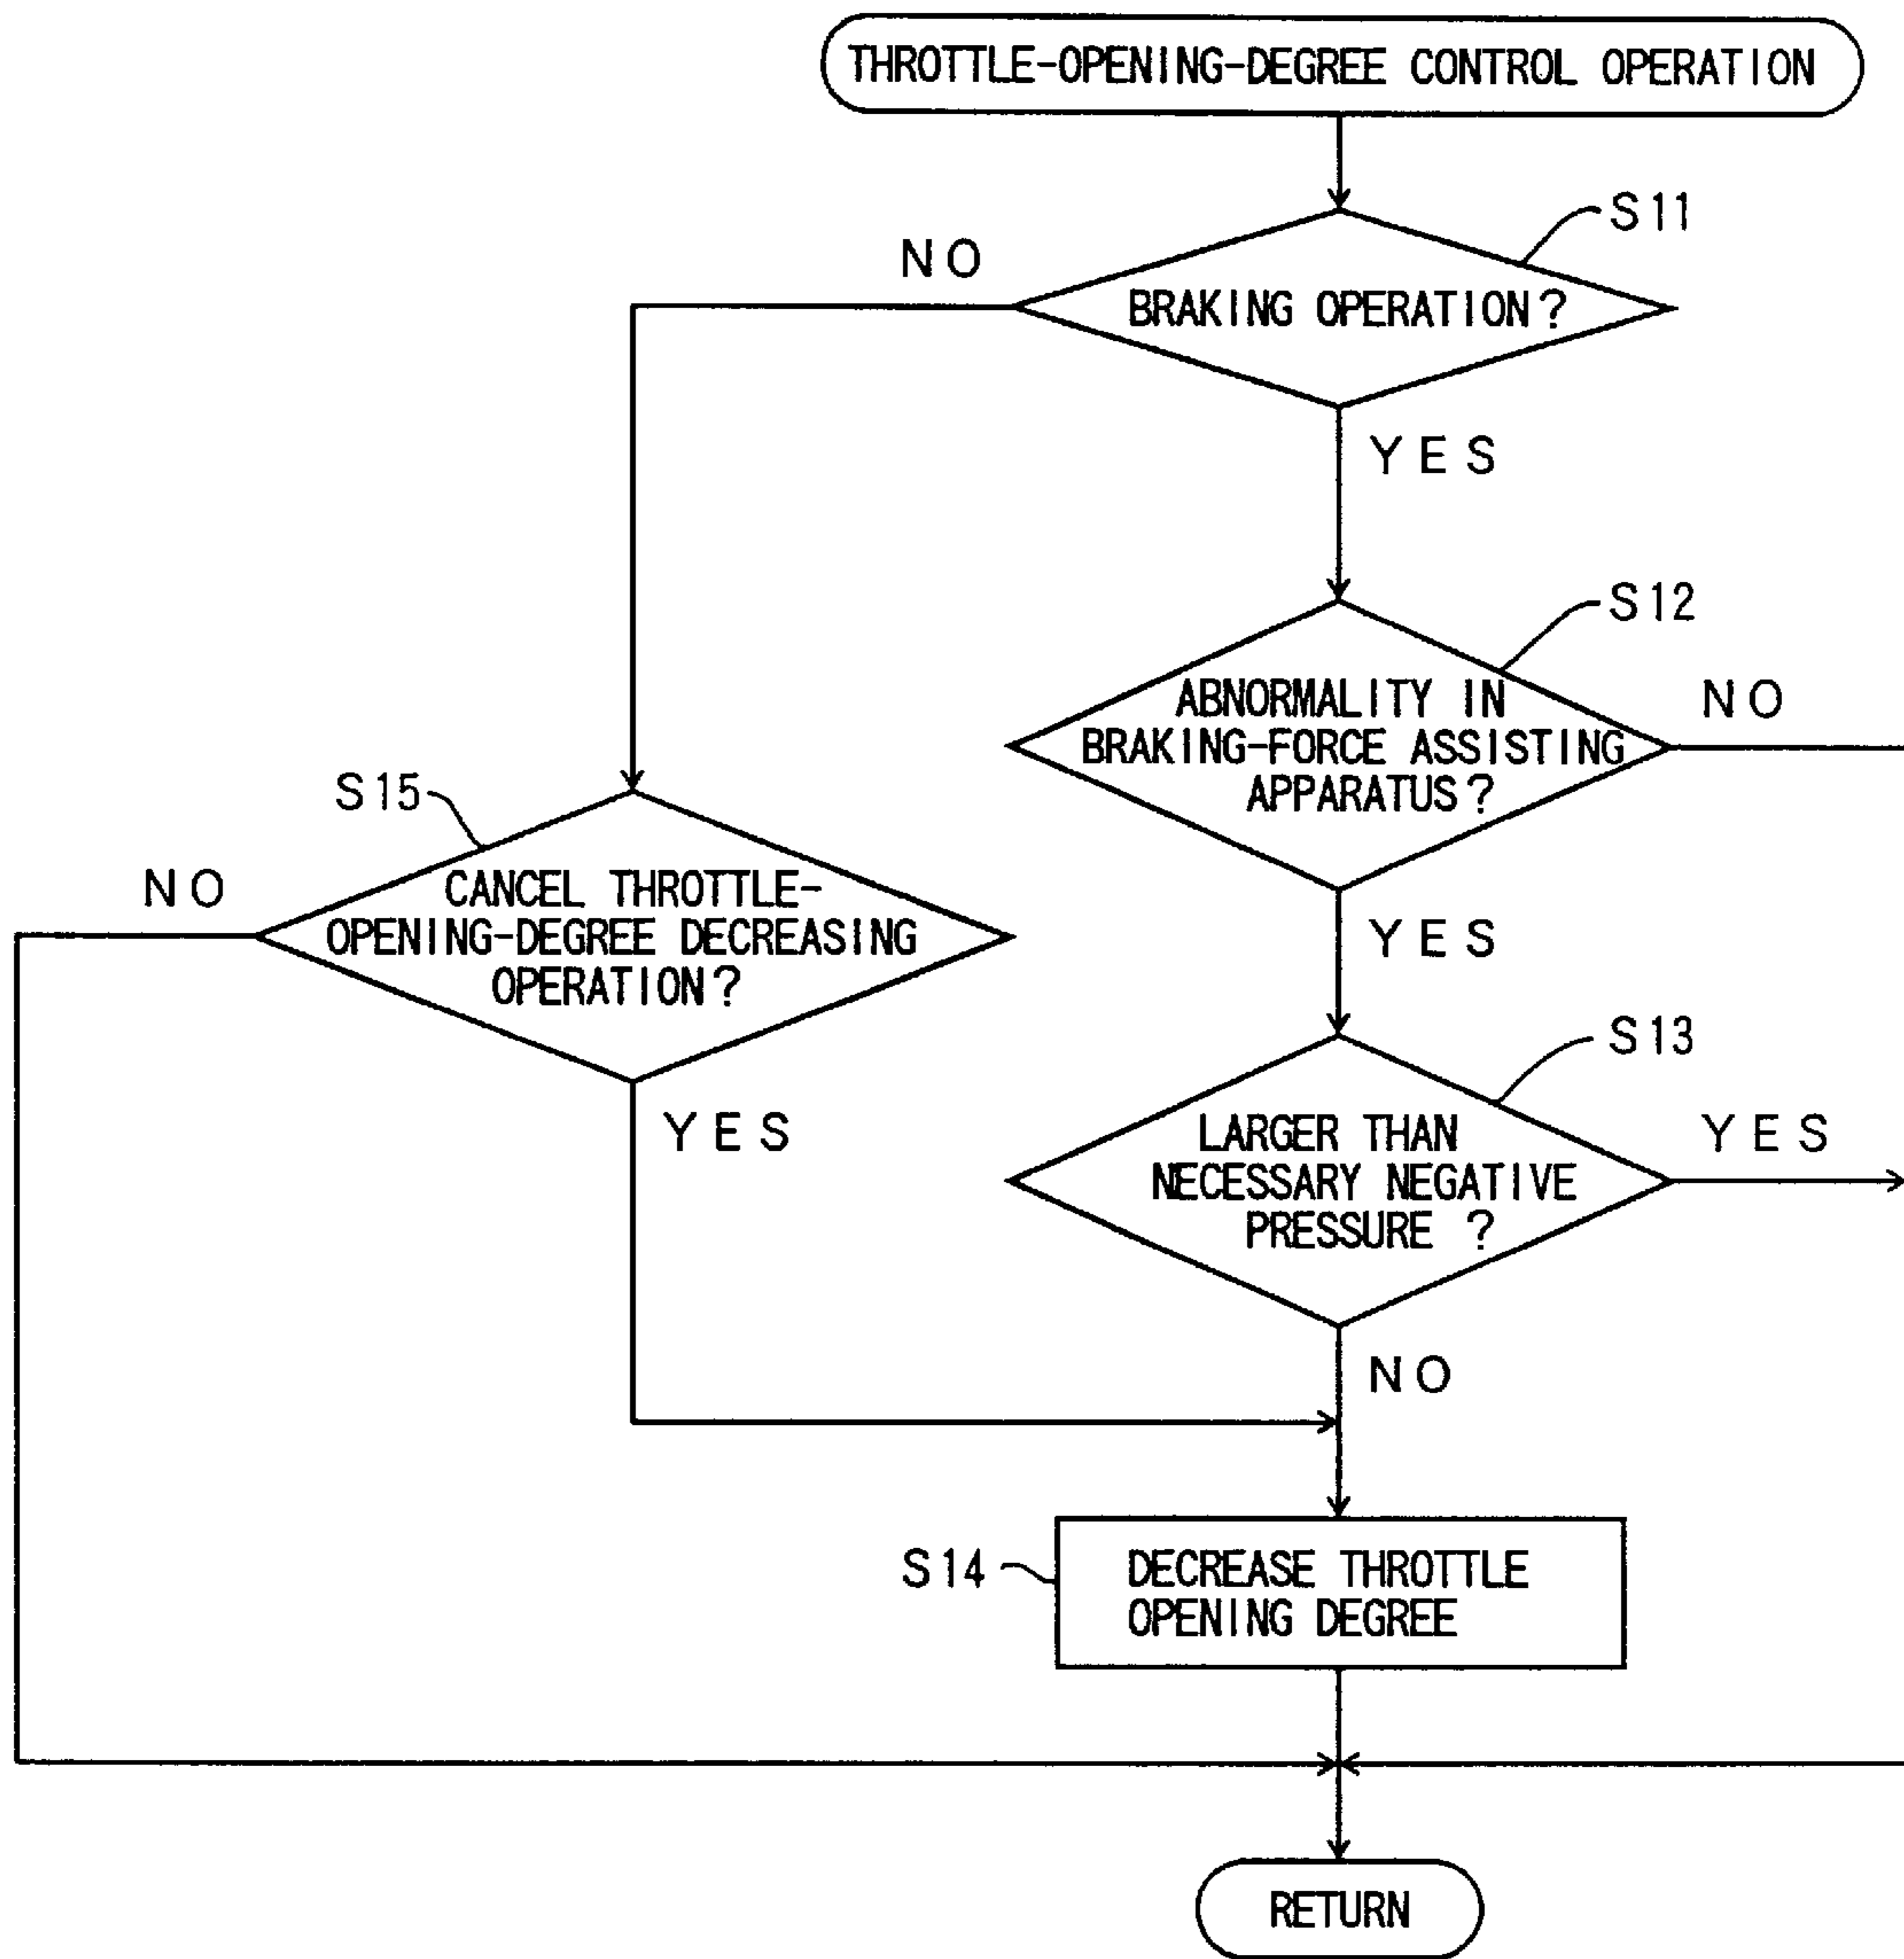 THROTTLE-OPENING-DEGREE CONTROL OPERATION
S11
NO
BRAKING OPERATION?
YES
S12
ABNORMALITY IN
BRAKING-FORCE ASSISTING
APPARATUS?
NO
YES
S15
NO
CANCEL THROTTLE-
OPENING-DEGREE DECREASING
OPERATION?
YES
S13
LARGER THAN
NECESSARY NEGATIVE
PRESSURE ?
YES
NO
S14
DECREASE THROTTLE
OPENING DEGREE
RETURN